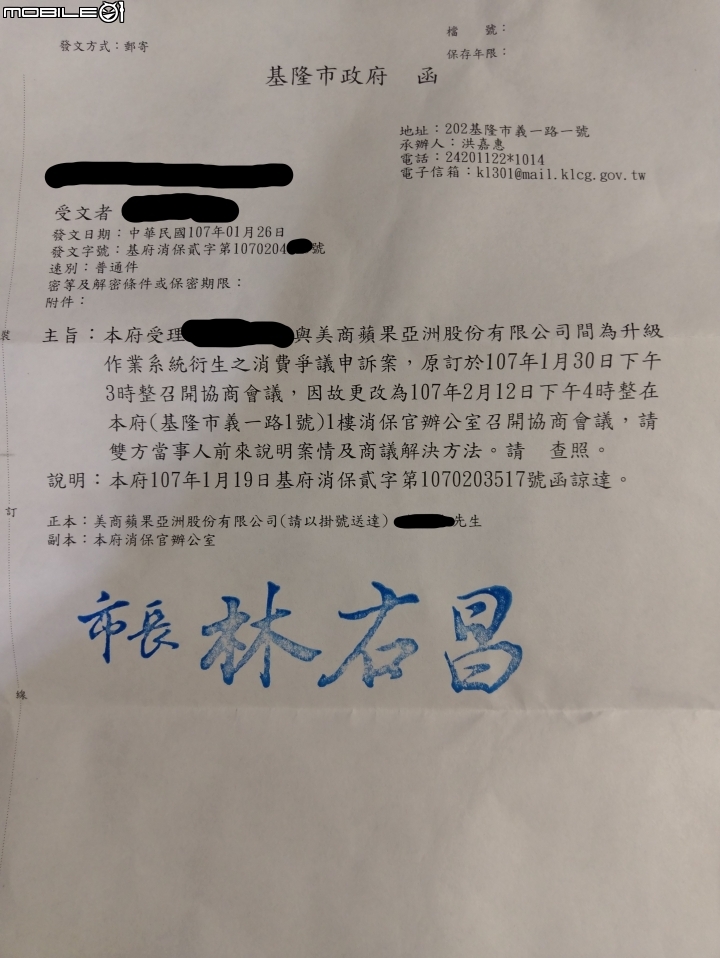 MOBILE01
發文方式：郵寄
檔　　號：
保存年限：
基隆市政府　函
地址：202基隆市義一路一號
承辦人：洪嘉惠
電話：24201122*1014
電子信箱：kl301@mail.klcg.gov.tw
受文者
發文日期：中華民國107年01月26日
發文字號：基府消保貳字第1070204號
速別：普通件
密等及解密條件或保密期限：
附件：
主旨：本府受理與美商蘋果亞洲股份有限公司間為升級
作業系統衍生之消費爭議申訴案，原訂於107年1月30日下午
3時整召開協商會議，因故更改為107年2月12日下午4時整在
本府(基隆市義一路1號)1樓消保官辦公室召開協商會議，請
雙方當事人前來說明案情及商議解決方法。請　查照。
說明：本府107年1月19日基府消保貳字第1070203517號函諒達。
正本：美商蘋果亞洲股份有限公司(請以掛號送達) 先生
副本：本府消保官辦公室
市長 林右昌
裝
訂
線